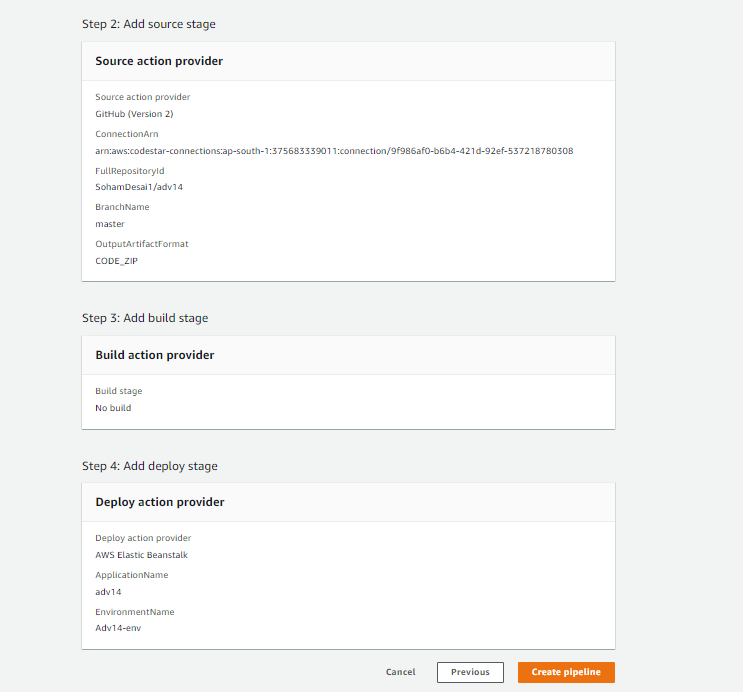 Step 2: Add source stage
Source action provider
Source action provider
GitHub (Version 2)
ConnectionArn
arn:aws:codestar-connections:ap-south-1:375683339011:connection/9f986af0-b6b4-421d-92ef-537218780308
FullRepositoryId
SohamDesai1/adv14
BranchName
master
OutputArtifactFormat
CODE_ZIP
Step 3: Add build stage
Build action provider
Build stage
No build
Step 4: Add deploy stage
Deploy action provider
Deploy action provider
AWS Elastic Beanstalk
ApplicationName
adv14
EnvironmentName
Adv14-env
Cancel Previous Create pipeline